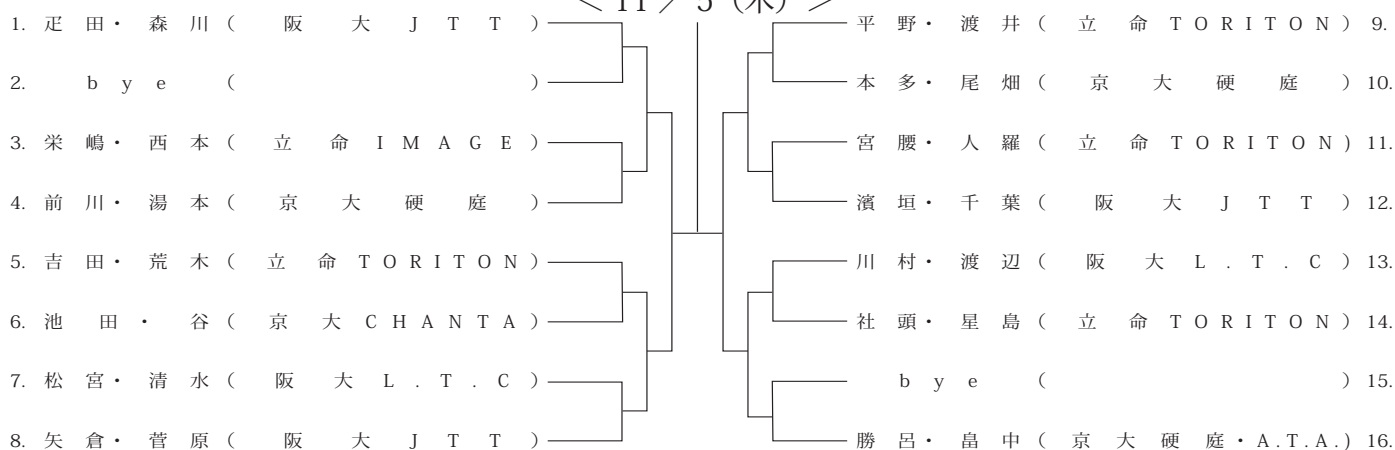 < 11 / 5 (木) >
1. 疋田・森川(阪大JTT)
2. bye( )
3. 栄嶋・西本(立命IMAGE)
4. 前川・湯本(京大硬庭)
5. 吉田・荒木(立命TORITON)
6. 池田・谷(京大CHANTA)
7. 松宮・清水(阪大L.T.C)
8. 矢倉・菅原(阪大JTT)
平野・渡井(立命TORITON) 9.
本多・尾畑(京大硬庭) 10.
宮腰・人羅(立命TORITON) 11.
濱垣・千葉(阪大JTT) 12.
川村・渡辺(阪大L.T.C) 13.
社頭・星島(立命TORITON) 14.
bye( ) 15.
勝呂・畠中(京大硬庭・A.T.A.) 16.